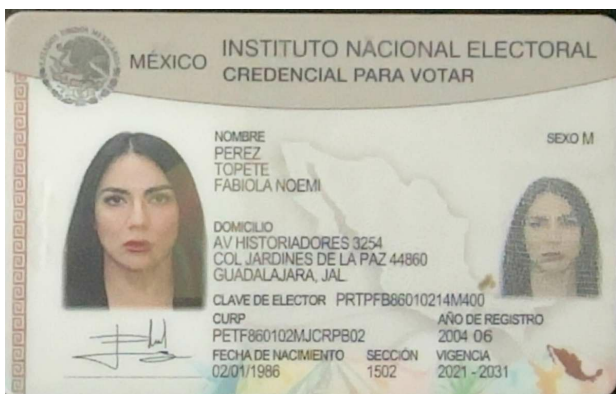 MÉXICO
INSTITUTO NACIONAL ELECTORAL
CREDENCIAL PARA VOTAR
NOMBRE
SEXO M
PEREZ
TOPETE
FABIOLA NOEMI
DOMICILIO
AV HISTORIADORES 3254
COL JARDINES DE LA PAZ 44860
GUADALAJARA, JAL.
CLAVE DE ELECTOR PRTPFB86010214M400
CURP
PETF860102MJCRPB02
AÑO DE REGISTRO
2004 06
FECHA DE NACIMIENTO
02/01/1986
SECCIÓN
1502
VIGENCIA
2021 - 2031